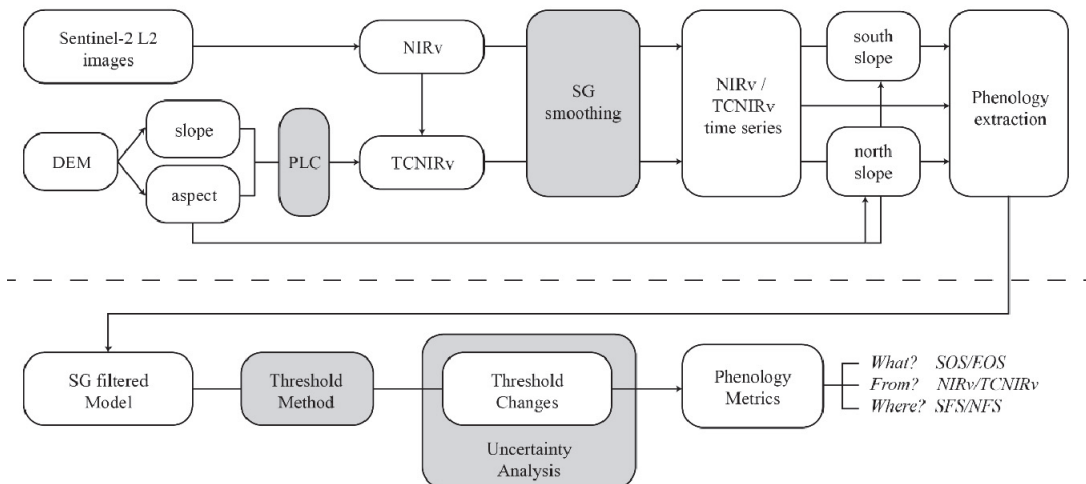 Sentinel-2 L2
images
NIRv
SG
smoothing
NIRv /
TCNIRv
time series
south
slope
Phenology
extraction
DEM
slope
aspect
PLC
TCNIRv
north
slope
SG filtered
Model
Threshold
Method
Threshold
Changes
Uncertainty
Analysis
Phenology
Metrics
What? SOS/EOS
From? NIRv/TCNIRv
Where? SFS/NFS